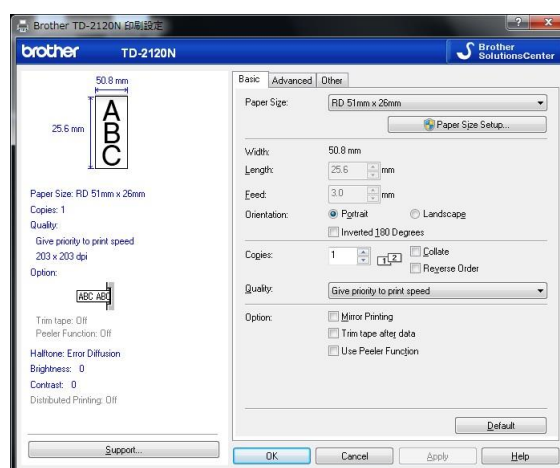 Brother TD-2120N 印刷設定
brother TD-2120N
Brother
SolutionsCenter
50.8 mm
25.6 mm
A
B
C
Paper Size: RD 51mm x 26mm
Copies: 1
Quality:
Give priority to print speed
203 x 203 dpi
Option:
ABC ABC
Trim tape: Off
Peeler Function: Off
Halftone: Error Diffusion
Brightness: 0
Contrast: 0
Distributed Printing: Off
Support...
Basic Advanced Other
Paper Size: RD 51mm x 26mm
Paper Size Setup...
Width: 50.8 mm
Length: 25.6 mm
Feed: 3.0 mm
Orientation: Portrait Landscape
Inverted 180 Degrees
Copies: 1 1 2 Collate
Reverse Order
Quality: Give priority to print speed
Option: Mirror Printing
Trim tape after data
Use Peeler Function
Default
OK Cancel Apply Help